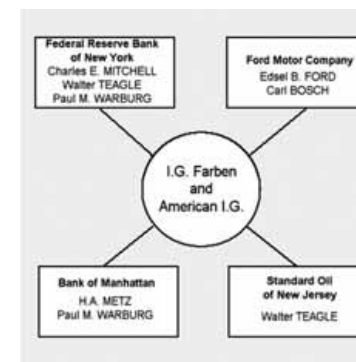 Federal Reserve Bank
of New York
Charles E. MITCHELL
Walter TEAGLE
Paul M. WARBURG
Ford Motor Company
Edsel B. FORD
Carl BOSCH
I.G. Farben
and
American I.G.
Bank of Manhattan
H.A. METZ
Paul M. WARBURG
Standard Oil
of New Jersey
Walter TEAGLE